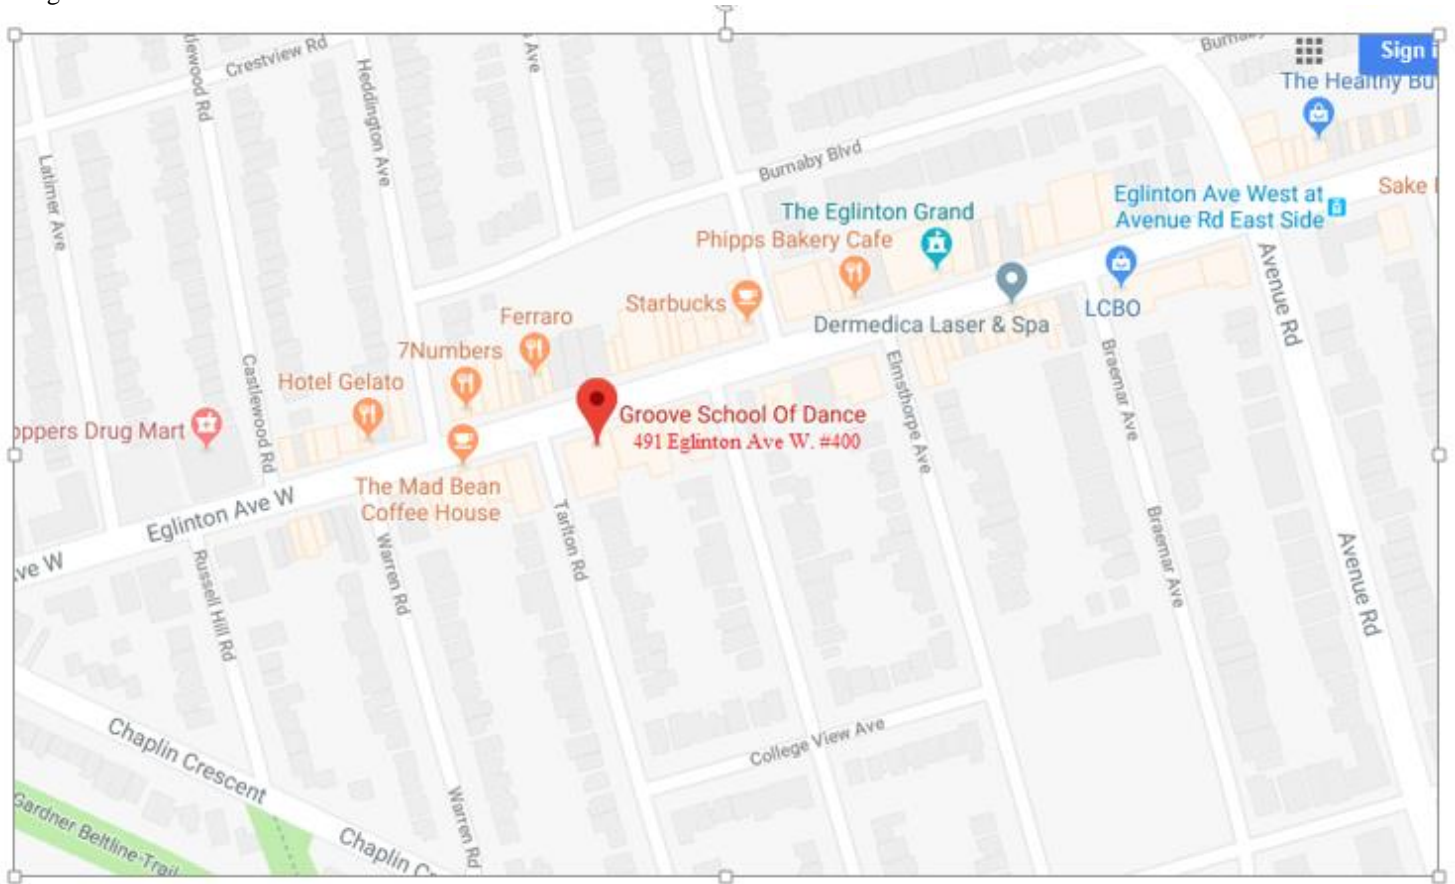 Crestview Rd
Heddington Ave
Ave
Sign
The Healthy
Latimer Ave
Burnaby Blvd
Eglinton Ave West at
Avenue Rd East Side
Sake
The Eglinton Grand
Phipps Bakery Cafe
Starbucks
Ferraro
7Numbers
Hotel Gelato
Dermedica Laser & Spa
LCBO
Avenue Rd
Castlewood Rd
Elmsthorpe Ave
Braemar Ave
Drug Mart
Groove School Of Dance
491 Eglinton Ave W. #400
The Mad Bean
Coffee House
Eglinton Ave W
ve W
Russell Hill Rd
Warren Rd
Tarlton Rd
Braemar Ave
Avenue Rd
College View Ave
Chaplin Crescent
Gardner Beltline Trail
Warren Rd
Chaplin